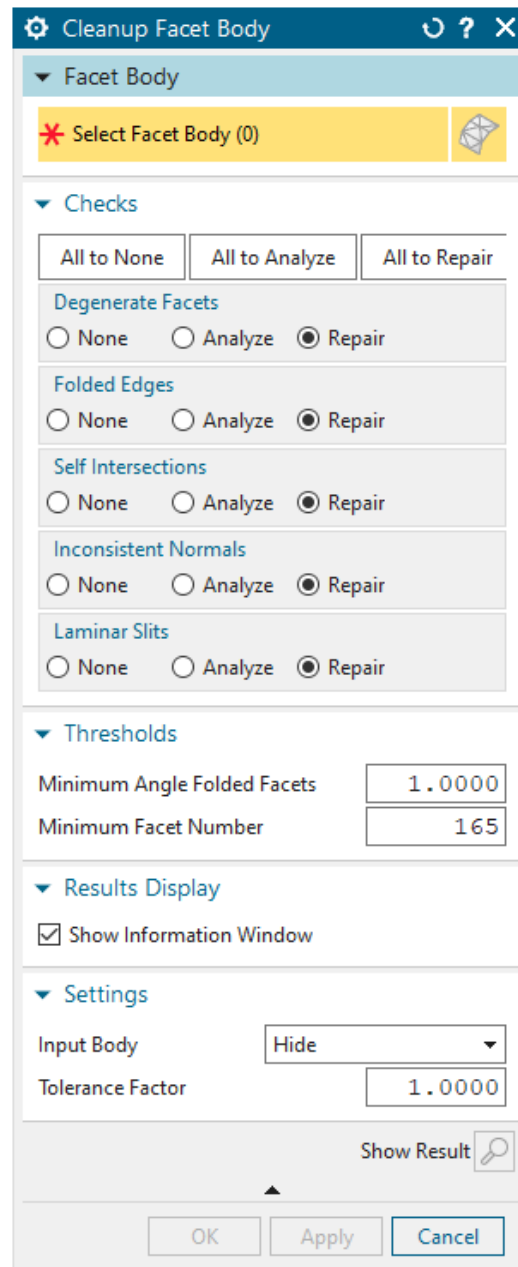 Cleanup Facet Body ?
Facet Body
Select Facet Body (0)
Checks
All to None All to Analyze All to Repair
Degenerate Facets
None Analyze Repair
Folded Edges
None Analyze Repair
Self Intersections
None Analyze Repair
Inconsistent Normals
None Analyze Repair
Laminar Slits
None Analyze Repair
Thresholds
Minimum Angle Folded Facets 1.0000
Minimum Facet Number 165
Results Display
Show Information Window
Settings
Input Body Hide
Tolerance Factor 1.0000
Show Result
OK Apply Cancel